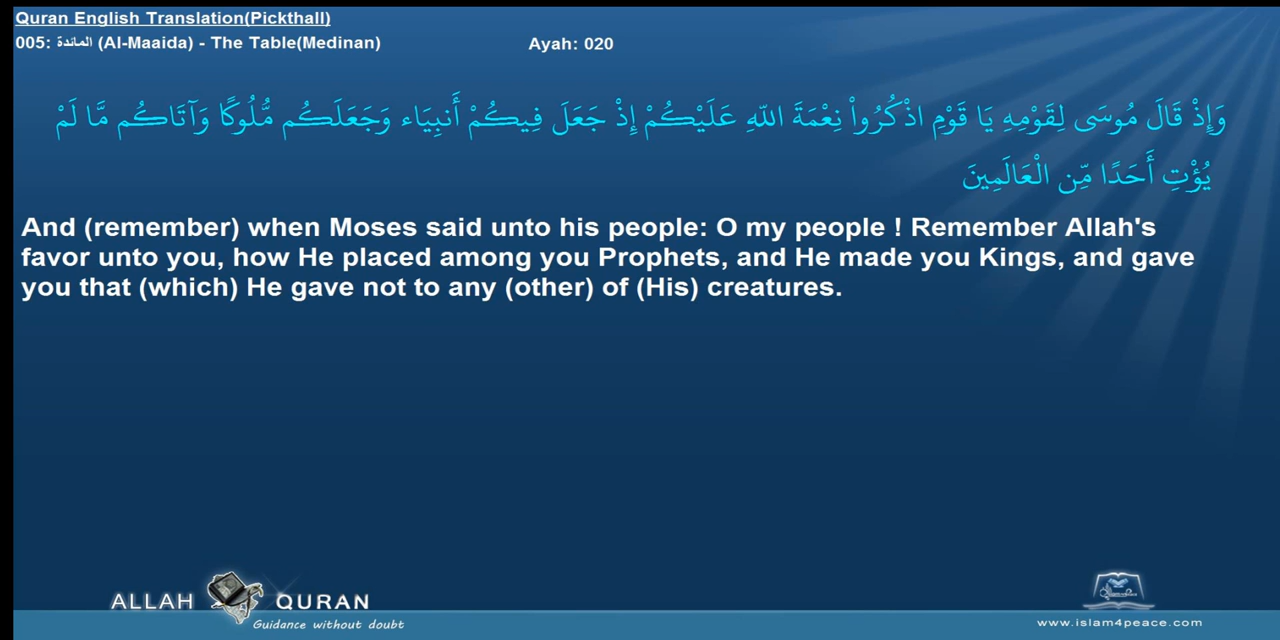 Quran English Translation(Pickthall)
005: المائدة (Al-Maaida) - The Table(Medinan)
Ayah: 020
وَإِذْ قَالَ مُوسَى لِقَوْمِهِ يَا قَوْمِ اذْكُرُواْ نِعْمَةَ اللّهِ عَلَيْكُمْ إِذْ جَعَلَ فِيكُمْ أَنبِيَاء وَجَعَلَكُم مُّلُوكًا وَآتَاكُم مَّا لَمْ
يُؤْتِ أَحَدًا مِّن الْعَالَمِينَ
And (remember) when Moses said unto his people: O my people ! Remember Allah's
favor unto you, how He placed among you Prophets, and He made you Kings, and gave
you that (which) He gave not to any (other) of (His) creatures.
ALLAH QURAN
Guidance without doubt
www.islam4peace.com